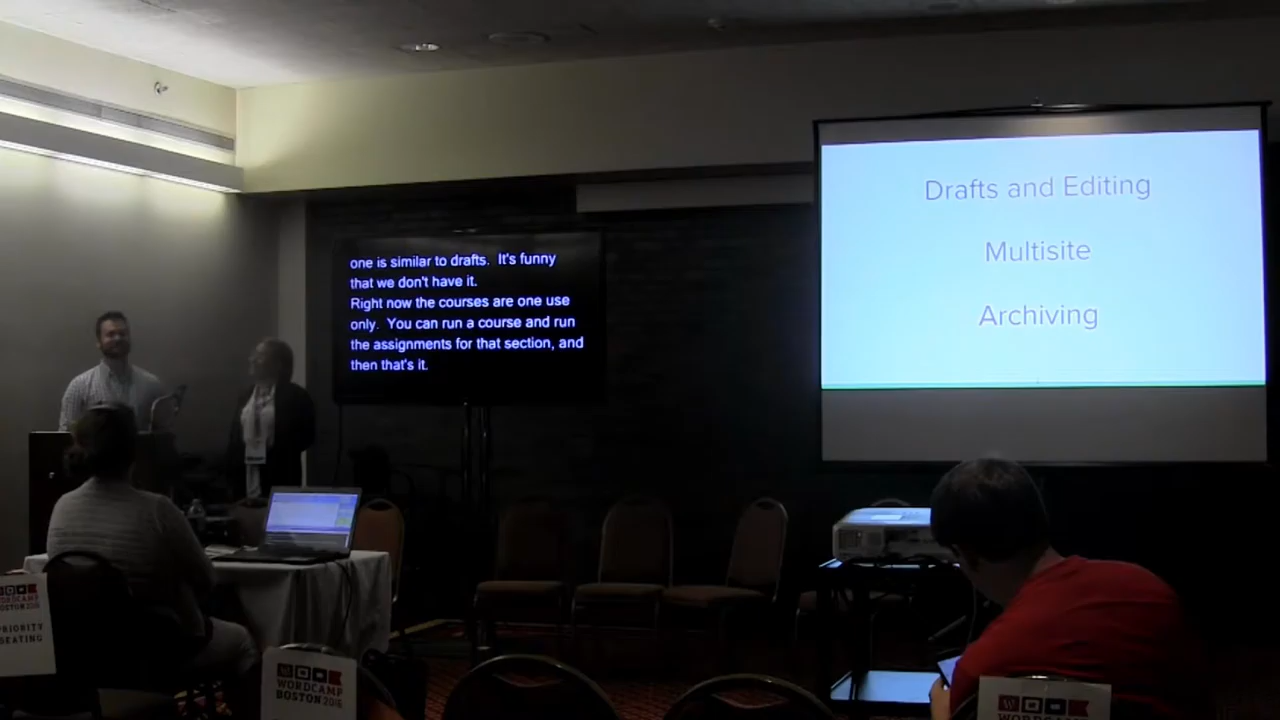 one is similar to drafts. It's funny
that we don't have it.
Right now the courses are one use
only. You can run a course and run
the assignments for that section, and
then that's it.
Drafts and Editing
Multisite
Archiving
WORDCAMP
BOSTON 2016
PRIORITY
SEATING
WORDCAMP
BOSTON 2016
WORDCAMP